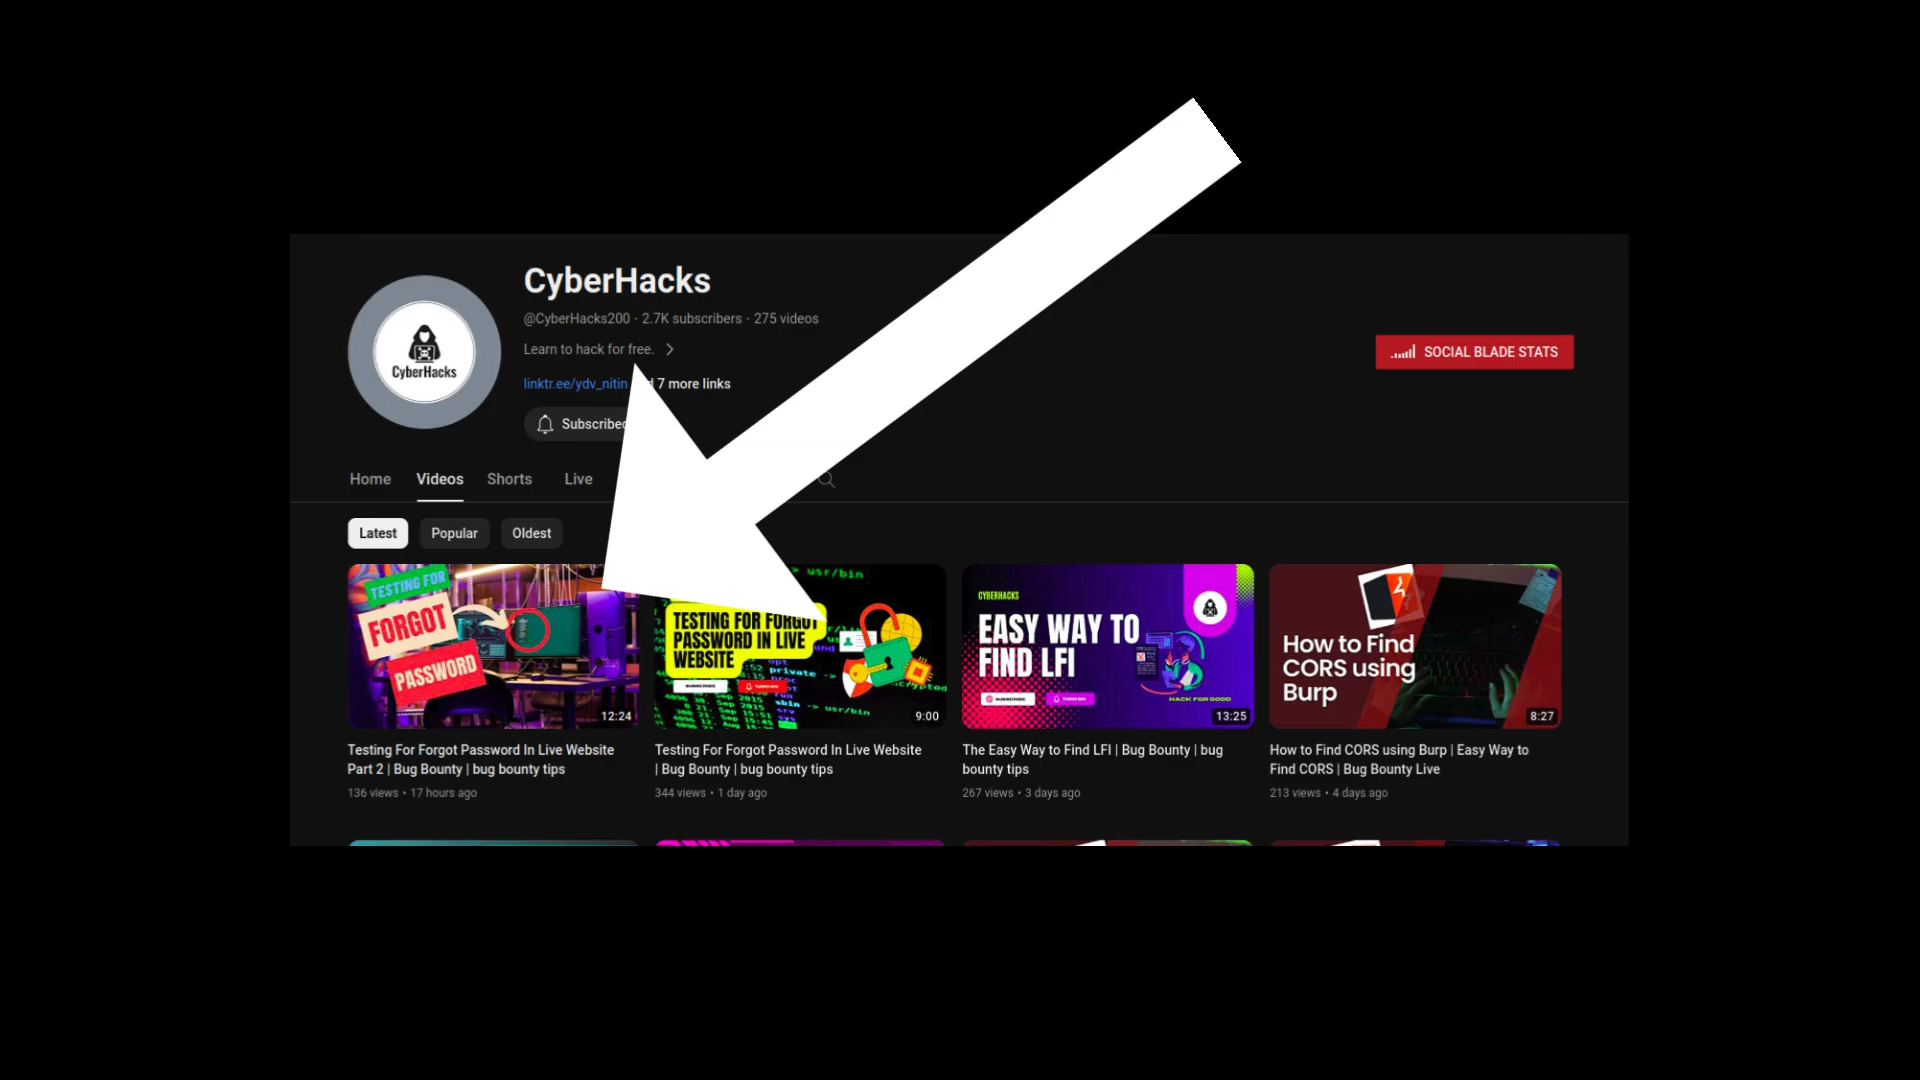 CyberHacks
CyberHacks
@CyberHacks200 · 2.7K subscribers · 275 videos
Learn to hack for free.
linktr.ee/ydv_nitin 7 more links
Subscribed
SOCIAL BLADE STATS
Home Videos Shorts Live
Latest Popular Oldest
TESTING FOR
FORGOT
PASSWORD
12:24
usr/bin
TESTING FOR FORGOT
PASSWORD IN LIVE
WEBSITE
SUBSCRIBE
private ->
sbin -> usr/bin
9:00
CYBERHACKS
EASY WAY TO
FIND LFI
SUBSCRIBE
HACK FOR GOOD
13:25
How to Find
CORS using
Burp
8:27
Testing For Forgot Password In Live Website
Part 2 | Bug Bounty | bug bounty tips
136 views • 17 hours ago
Testing For Forgot Password In Live Website
| Bug Bounty | bug bounty tips
344 views • 1 day ago
The Easy Way to Find LFI | Bug Bounty | bug
bounty tips
267 views • 3 days ago
How to Find CORS using Burp | Easy Way to
Find CORS | Bug Bounty Live
213 views • 4 days ago